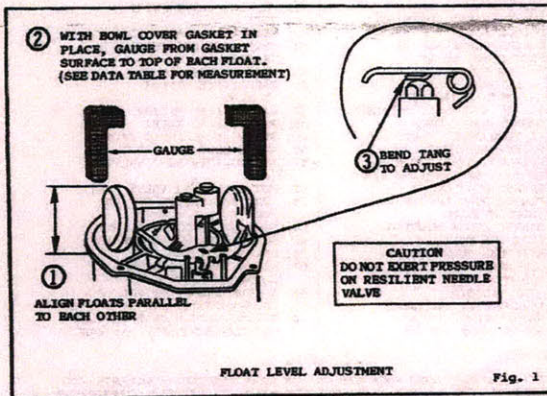 ② WITH BOWL COVER GASKET IN
PLACE, GAUGE FROM GASKET
SURFACE TO TOP OF EACH FLOAT.
(SEE DATA TABLE FOR MEASUREMENT)
GAUGE
③ BEND TANG
TO ADJUST
①
ALIGN FLOATS PARALLEL
TO EACH OTHER
CAUTION
DO NOT EXERT PRESSURE
ON RESILIENT NEEDLE
VALVE
FLOAT LEVEL ADJUSTMENT
Fig. 1